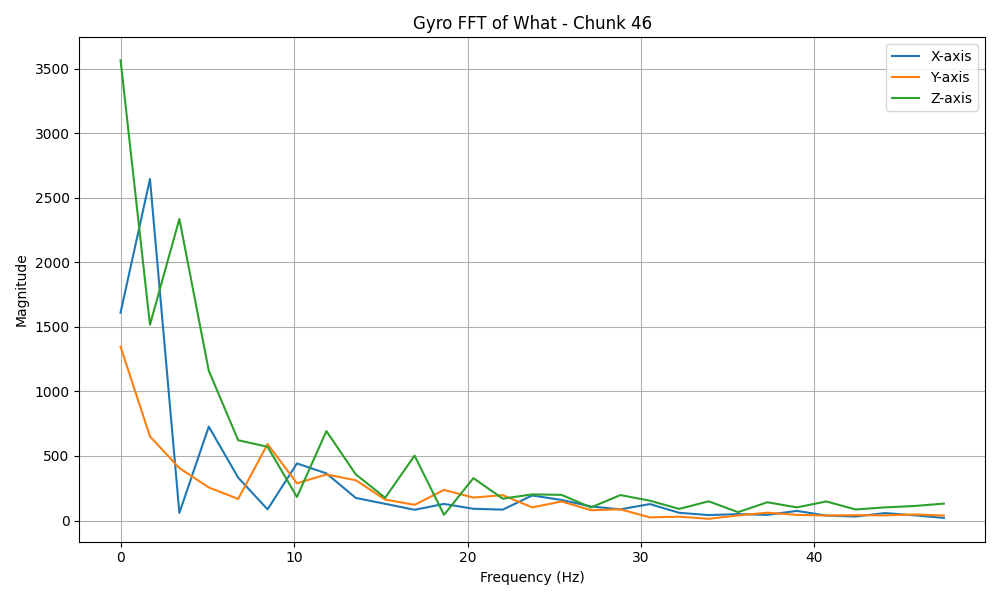 Gyro FFT of What - Chunk 46
X-axis
Y-axis
Z-axis
3500
3000
2500
2000
1500
1000
500
0
Magnitude
0 10 20 30 40
Frequency (Hz)